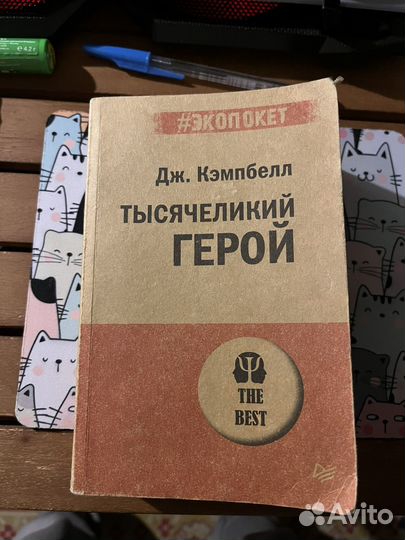 #ЭКОПОКЕТ
Дж. Кэмпбелл
ТЫСЯЧЕЛИКИЙ
ГЕРОЙ
Ψ
THE
BEST
Avito